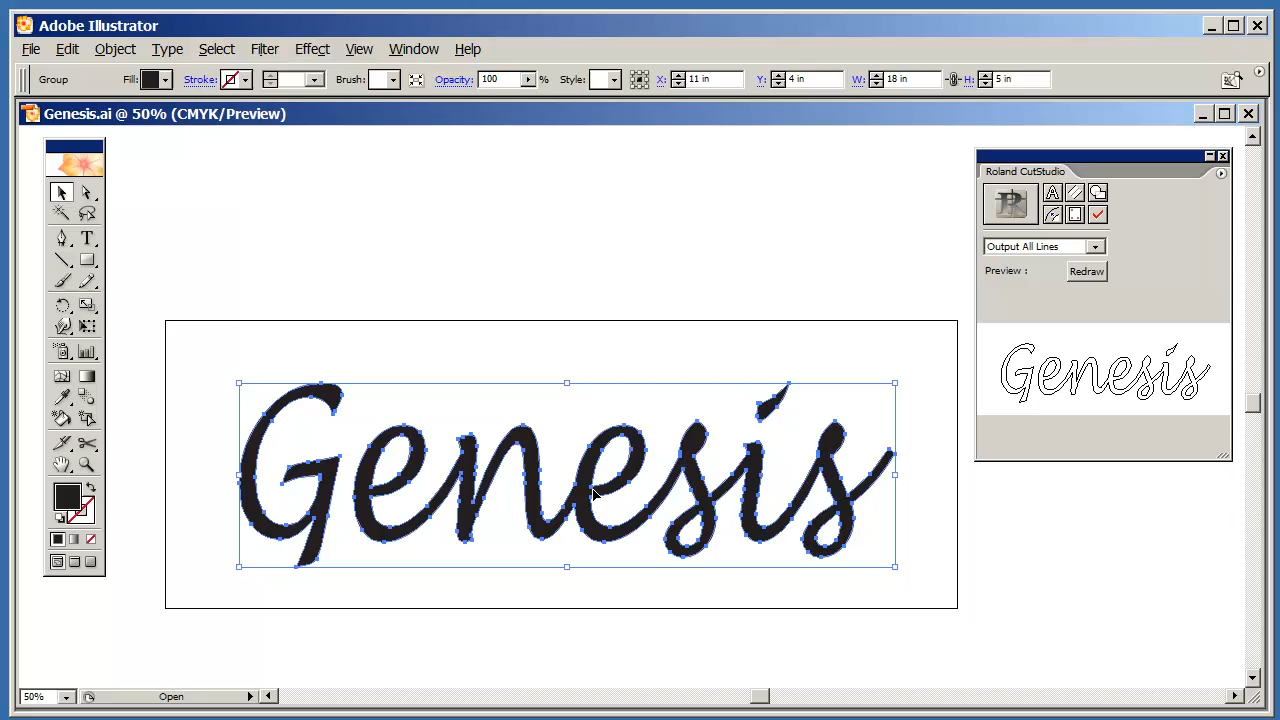 Adobe Illustrator
File Edit Object Type Select Filter Effect View Window Help
Group Fill: Stroke: Brush: Opacity: 100 % Style: X: 11 in Y: 4 in W: 18 in H: 5 in
Genesis.ai @ 50% (CMYK/Preview)
Roland CutStudio
Output All Lines
Preview : Redraw
Genesis
Genesis
50% Open